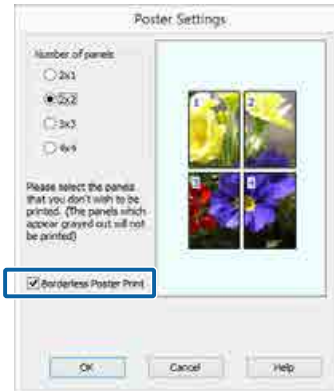 Poster Settings
Number of panels
2x1
2x2
3x3
4x4
Please select the panels
that you don't wish to be
printed. (The panels which
appear grayed out will not
be printed)
Borderless Poster Print
1
2
3
4
OK
Cancel
Help